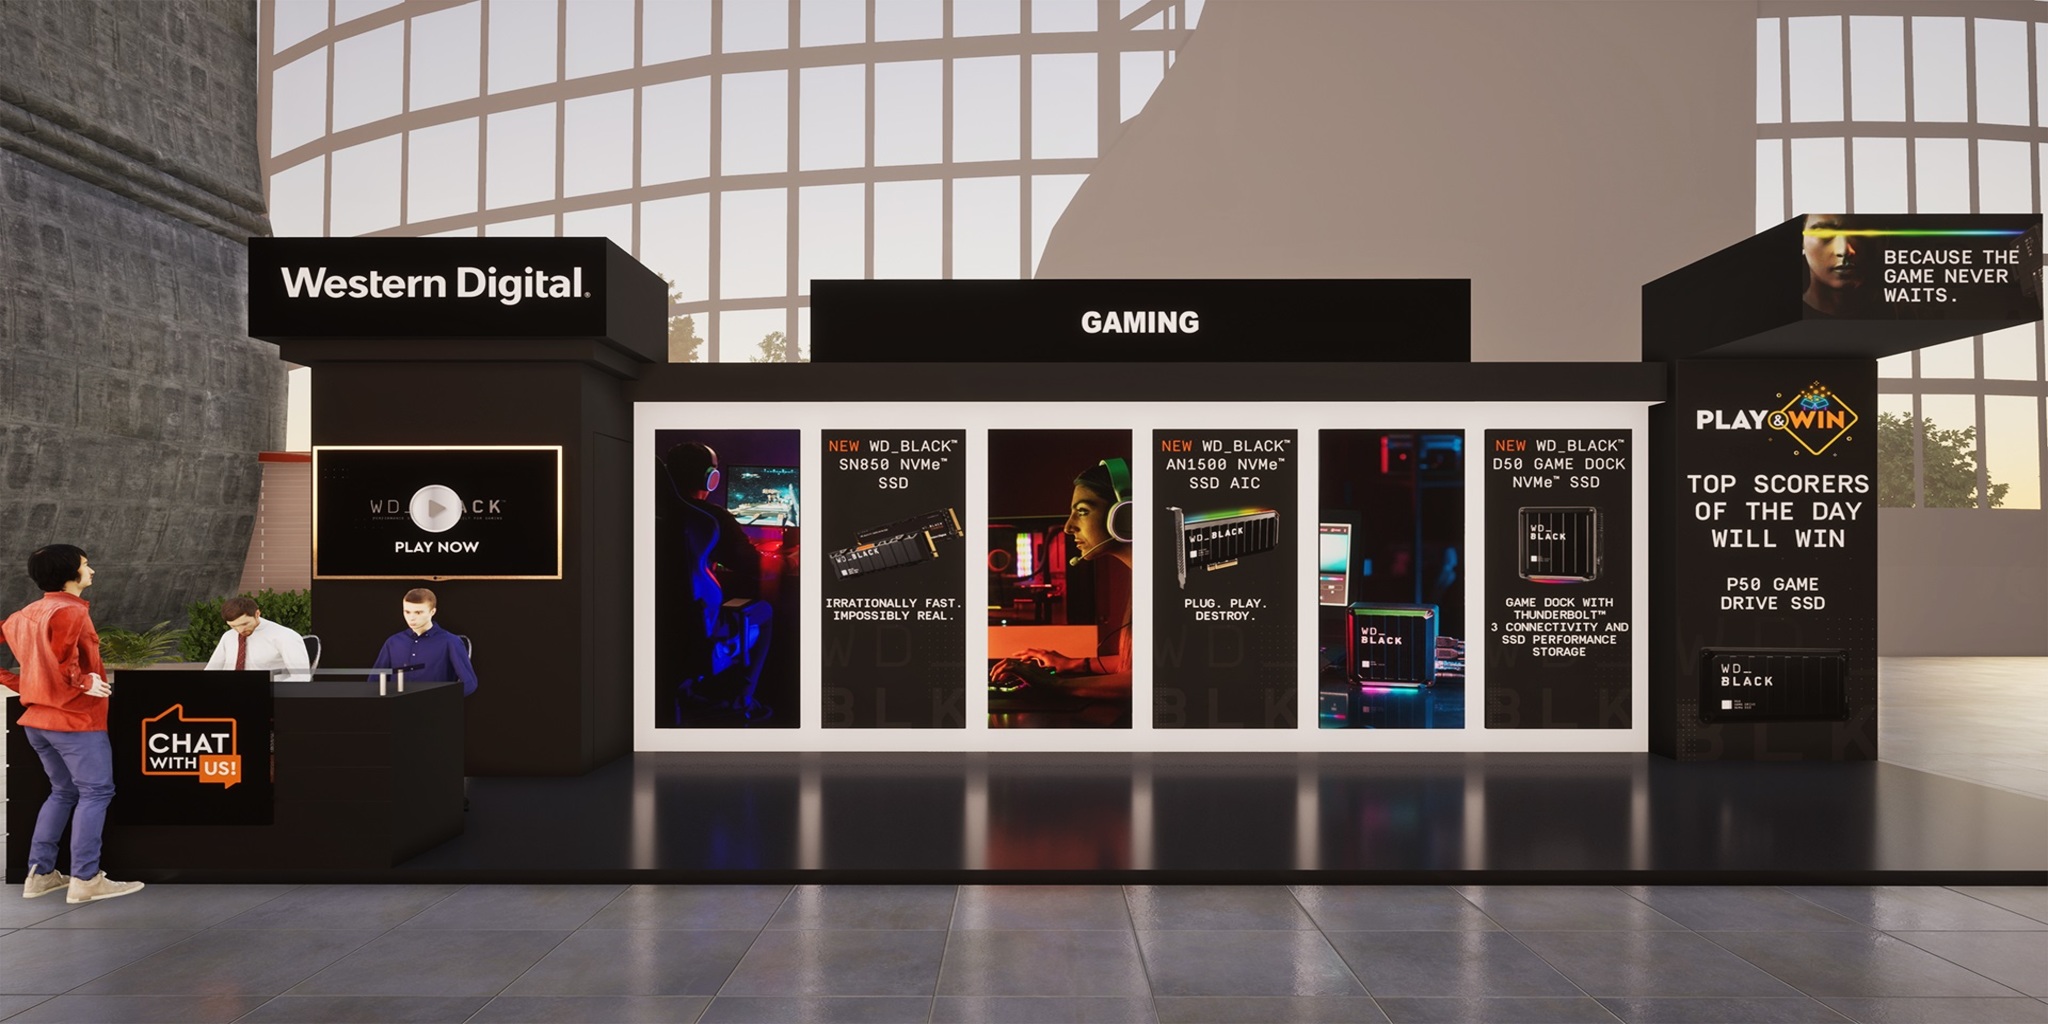 Western Digital®
GAMING
BECAUSE THE
GAME NEVER
WAITS.
WD_BLACK™
PLAY NOW
CHAT
WITH US!
NEW WD_BLACK™
SN850 NVMe™
SSD
WD_BLACK
IRRATIONALLY FAST.
IMPOSSIBLY REAL.
NEW WD_BLACK™
AN1500 NVMe™
SSD AIC
WD_BLACK
PLUG. PLAY.
DESTROY.
WD_
BLACK
NEW WD_BLACK™
D50 GAME DOCK
NVMe™ SSD
WD_
BLACK
GAME DOCK WITH
THUNDERBOLT™
3 CONNECTIVITY AND
SSD PERFORMANCE
STORAGE
PLAY & WIN
TOP SCORERS
OF THE DAY
WILL WIN
P50 GAME
DRIVE SSD
WD_
BLACK